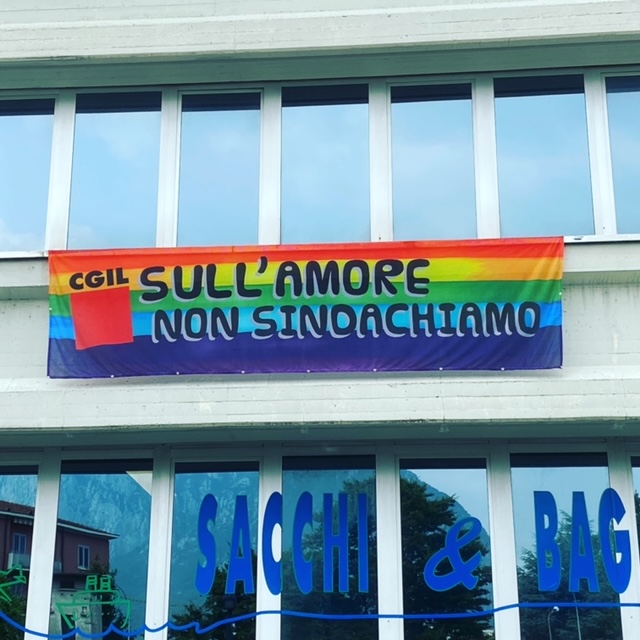 CGIL
SULL'AMORE
NON SINDACHIAMO
SACCHI & BAG